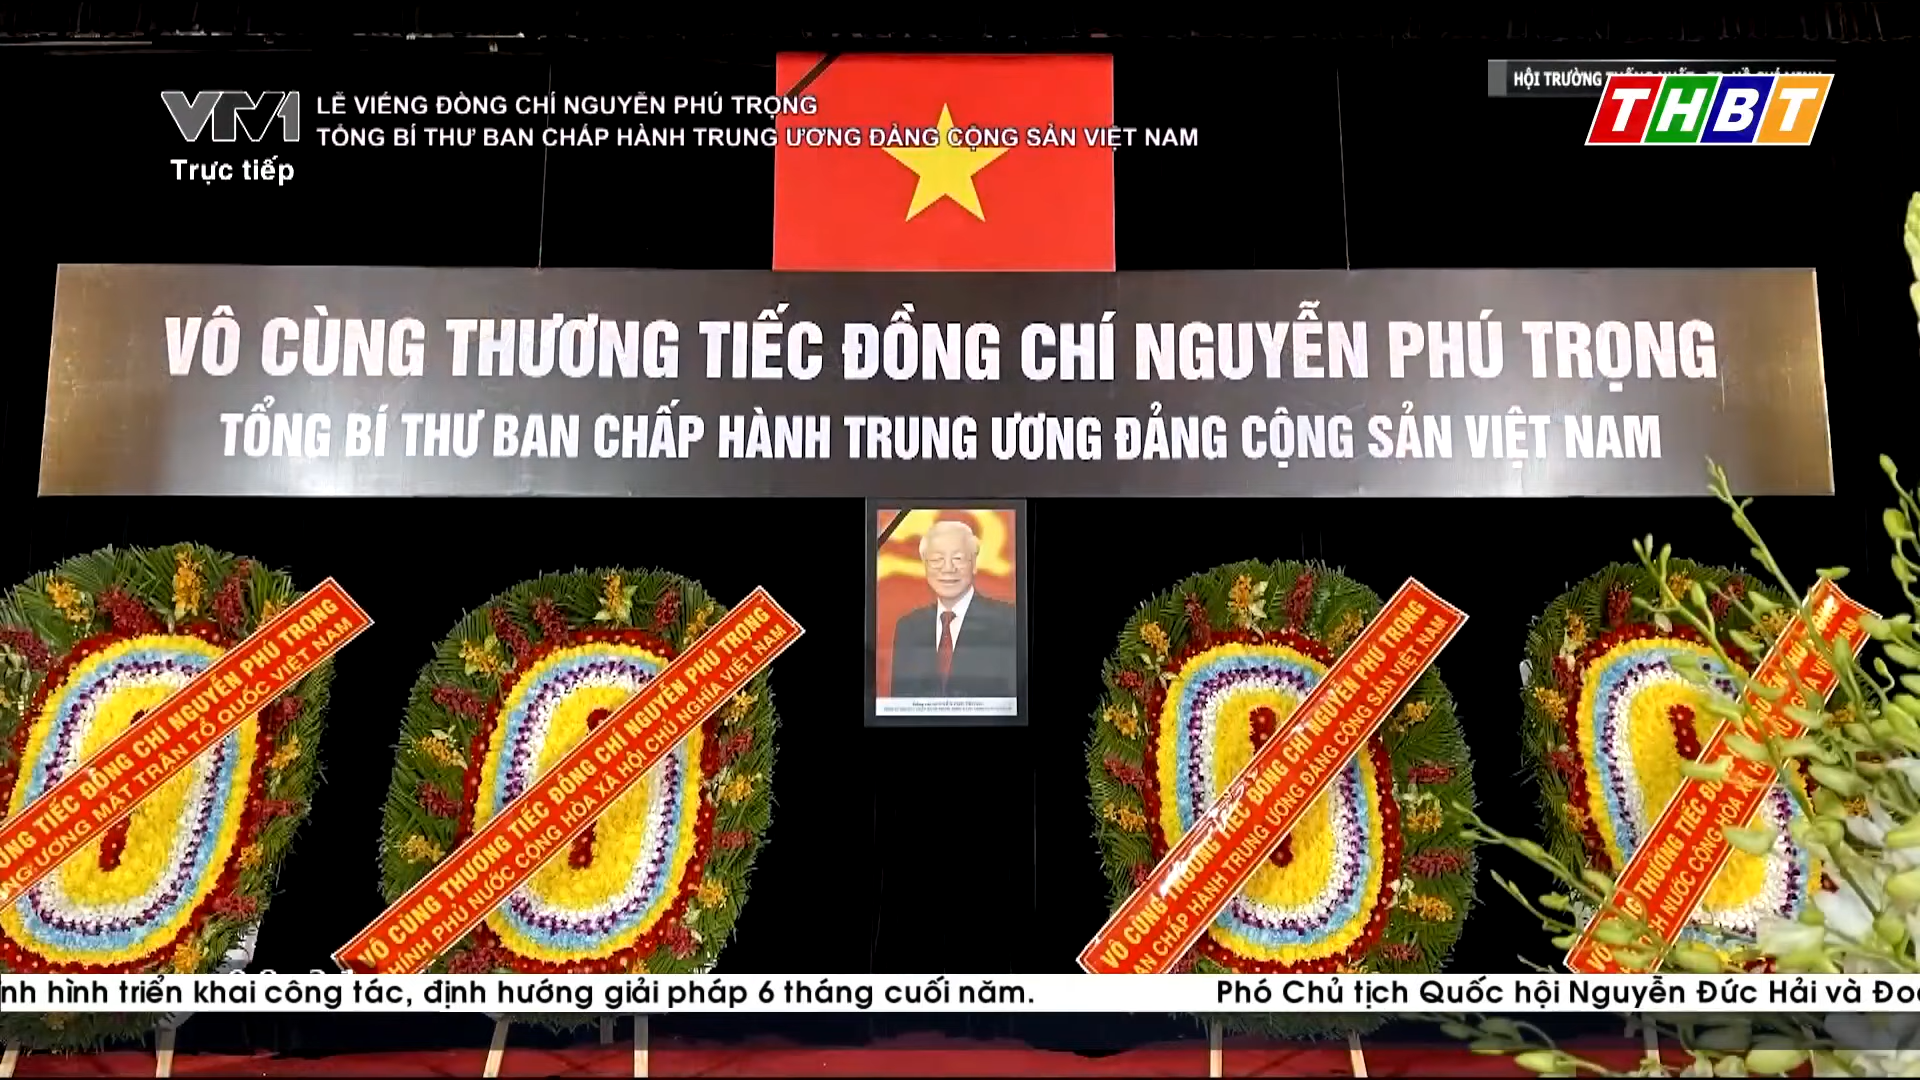 VTV1
Trực tiếp
LỄ VIẾNG ĐỒNG CHÍ NGUYỄN PHÚ TRỌNG
TỔNG BÍ THƯ BAN CHẤP HÀNH TRUNG ƯƠNG ĐẢNG CỘNG SẢN VIỆT NAM
HỘI TRƯỜNG
THBT
VÔ CÙNG THƯƠNG TIẾC ĐỒNG CHÍ NGUYỄN PHÚ TRỌNG
TỔNG BÍ THƯ BAN CHẤP HÀNH TRUNG ƯƠNG ĐẢNG CỘNG SẢN VIỆT NAM
THƯƠNG TIẾC ĐỒNG CHÍ NGUYỄN PHÚ TRỌNG
ƯƠNG MẶT TRẬN TỔ QUỐC VIỆT NAM
VÔ CÙNG THƯƠNG TIẾC ĐỒNG CHÍ NGUYỄN PHÚ TRỌNG
PHỦ NƯỚC CỘNG HÒA XÃ HỘI CHỦ NGHĨA VIỆT NAM
VÔ CÙNG THƯƠNG TIẾC ĐỒNG CHÍ NGUYỄN PHÚ TRỌNG
CHẤP HÀNH TRUNG ƯƠNG ĐẢNG CỘNG SẢN VIỆT NAM
VÔ THƯƠNG TIẾC
NƯỚC CỘNG HÒA
ình hình triển khai công tác, định hướng giải pháp 6 tháng cuối năm. Phó Chủ tịch Quốc hội Nguyễn Đức Hải và Đoà